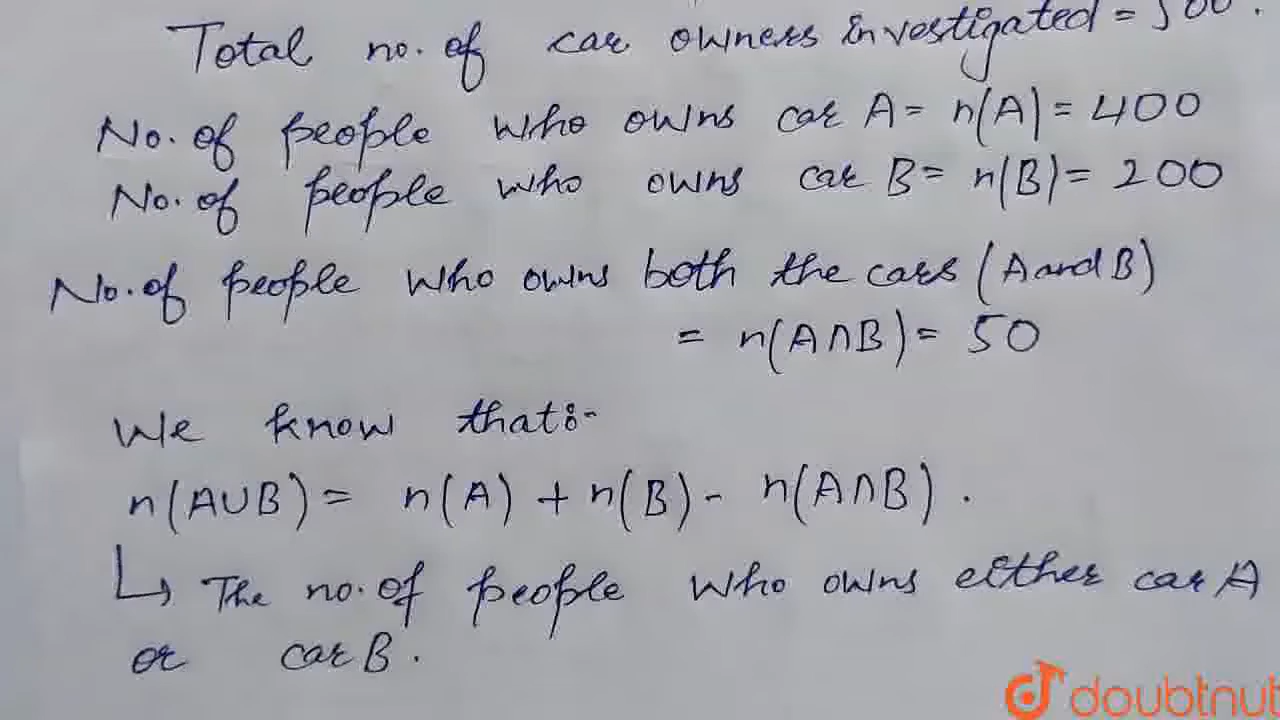 Total no. of car owners investigated = 500.
No. of people who owns car A = n(A) = 400
No. of people who owns car B = n(B) = 200
No. of people who owns both the cars (A and B)
= n(A∩B) = 50
We know that:-
n(A∪B) = n(A) + n(B) - n(A∩B).
↳ The no. of people who owns either car A
or car B.
doubtnut